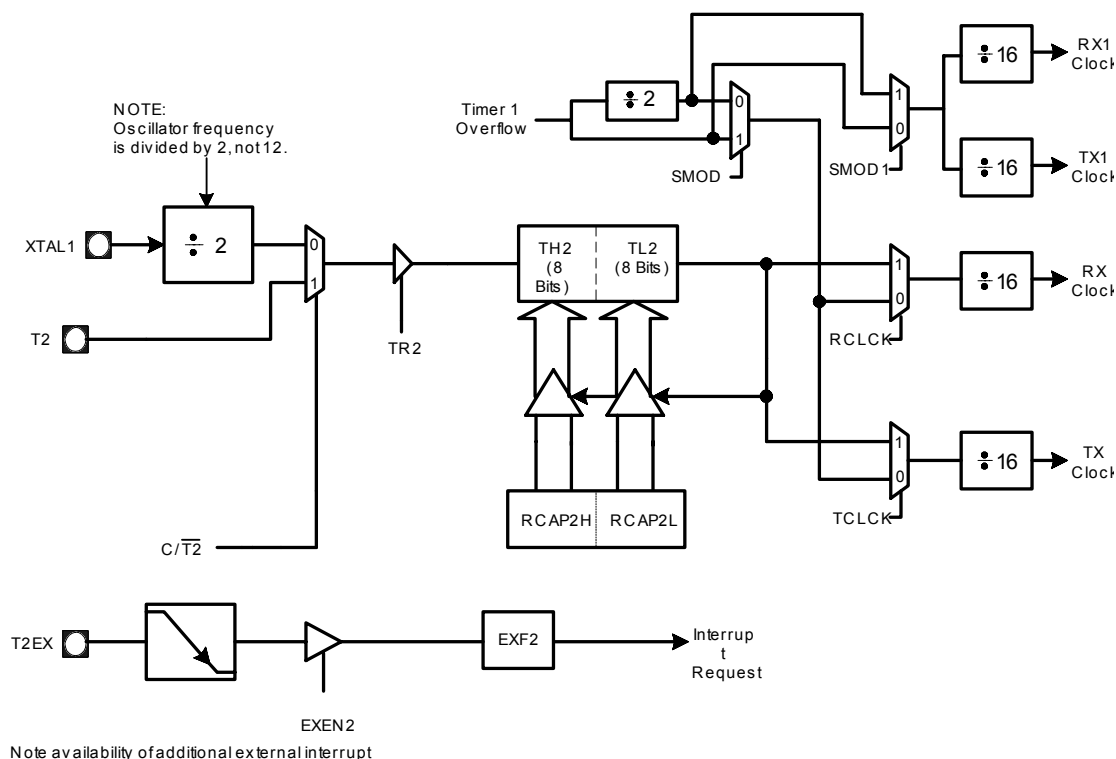 RX1
Clock
÷ 16
÷ 2
1
0
Timer 1
Overflow
0
1
NOTE:
Oscillator frequency
is divided by 2, not 12.
SMOD
SMOD1
÷ 16
TX1
Clock
XTAL1
÷ 2
0
1
TH2
(8
Bits)
TL2
(8 Bits)
1
0
÷ 16
RX
Clock
T2
TR2
RCLCK
1
0
÷ 16
TX
Clock
RCAP2H
RCAP2L
TCLCK
C/T̅2̅
T2EX
EXF2
Interrup
t
Request
EXEN2
Note availability of additional external interrupt